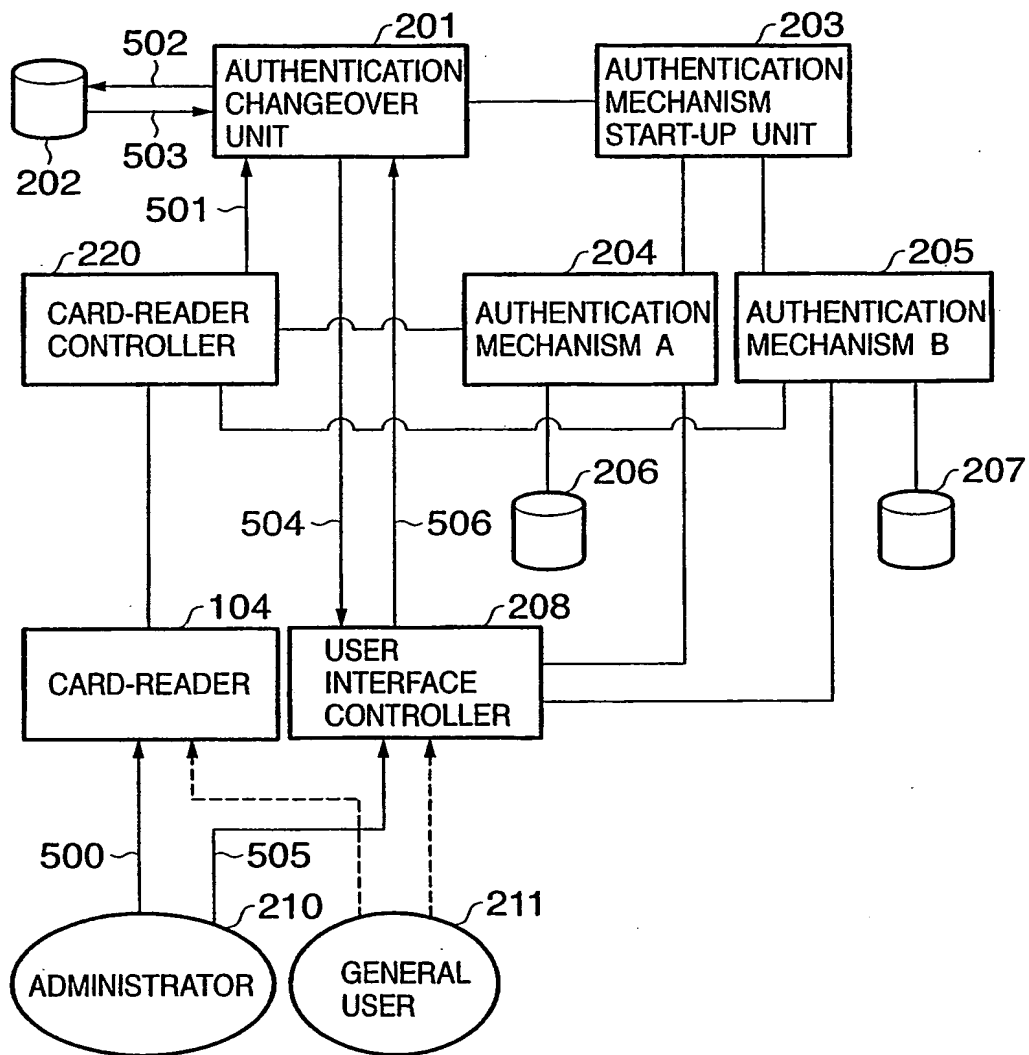 201
203
502
AUTHENTICATION
CHANGEOVER
UNIT
AUTHENTICATION
MECHANISM
START-UP UNIT
503
202
501
220
204
205
CARD-READER
CONTROLLER
AUTHENTICATION
MECHANISM A
AUTHENTICATION
MECHANISM B
206
207
504
506
104
208
CARD-READER
USER
INTERFACE
CONTROLLER
500
505
210
211
ADMINISTRATOR
GENERAL
USER